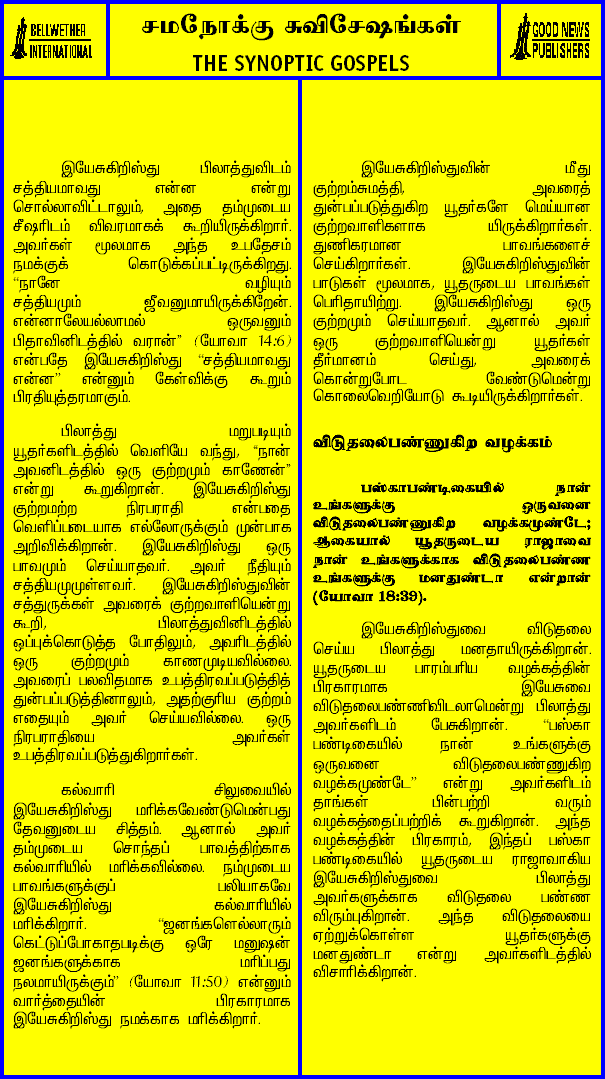 BELLWETHER
INTERNATIONAL
சமநோக்கு சுவிசேஷங்கள்
THE SYNOPTIC GOSPELS
GOOD NEWS
PUBLISHERS
இயேசுகிறிஸ்து பிலாத்துவிடம்
சத்தியமாவது என்ன என்று
சொல்லாவிட்டாலும், அதை தம்முடைய
சீஷரிடம் விவரமாகக் கூறியிருக்கிறார்.
அவர்கள் மூலமாக அந்த உபதேசம்
நமக்குக் கொடுக்கப்பட்டிருக்கிறது.
“நானே வழியும்
சத்தியமும் ஜீவனுமாயிருக்கிறேன்.
என்னாலேயல்லாமல் ஒருவனும்
பிதாவினிடத்தில் வரான்” (யோவா 14:6)
என்பதே இயேசுகிறிஸ்து “சத்தியமாவது
என்ன” என்னும் கேள்விக்கு கூறும்
பிரதியுத்தரமாகும்.
பிலாத்து மறுபடியும்
யூதர்களிடத்தில் வெளியே வந்து, “நான்
அவனிடத்தில் ஒரு குற்றமும் காணேன்”
என்று கூறுகிறான். இயேசுகிறிஸ்து
குற்றமற்ற நிரபராதி என்பதை
வெளிப்படையாக எல்லோருக்கும் முன்பாக
அறிவிக்கிறான். இயேசுகிறிஸ்து ஒரு
பாவமும் செய்யாதவர். அவர் நீதியும்
சத்தியமுமுள்ளவர். இயேசுகிறிஸ்துவின்
சத்துருக்கள் அவரைக் குற்றவாளியென்று
கூறி, பிலாத்துவினிடத்தில்
ஒப்புக்கொடுத்த போதிலும், அவரிடத்தில்
ஒரு குற்றமும் காணமுடியவில்லை.
அவரைப் பலவிதமாக உபத்திரவப்படுத்தித்
துன்பப்படுத்தினாலும், அதற்குரிய குற்றம்
எதையும் அவர் செய்யவில்லை. ஒரு
நிரபராதியை அவர்கள்
உபத்திரவப்படுத்துகிறார்கள்.
கல்வாரி சிலுவையில்
இயேசுகிறிஸ்து மரிக்கவேண்டுமென்பது
தேவனுடைய சித்தம். ஆனால் அவர்
தம்முடைய சொந்தப் பாவத்திற்காக
கல்வாரியில் மரிக்கவில்லை. நம்முடைய
பாவங்களுக்குப் பலியாகவே
இயேசுகிறிஸ்து கல்வாரியில்
மரிக்கிறார். “ஜனங்களெல்லாரும்
கெட்டுப்போகாதபடிக்கு ஒரே மனுஷன்
ஜனங்களுக்காக மரிப்பது
நலமாயிருக்கும்” (யோவா 11:50) என்னும்
வார்த்தையின் பிரகாரமாக
இயேசுகிறிஸ்து நமக்காக மரிக்கிறார்.
இயேசுகிறிஸ்துவின் மீது
குற்றம்சுமத்தி, அவரைத்
துன்பப்படுத்துகிற யூதர்களே மெய்யான
குற்றவாளிகளாக யிருக்கிறார்கள்.
துணிகரமான பாவங்களைச்
செய்கிறார்கள். இயேசுகிறிஸ்துவின்
பாடுகள் மூலமாக, யூதருடைய பாவங்கள்
பெரிதாயிற்று. இயேசுகிறிஸ்து ஒரு
குற்றமும் செய்யாதவர். ஆனால் அவர்
ஒரு குற்றவாளியென்று யூதர்கள்
தீர்மானம் செய்து, அவரைக்
கொன்றுபோட வேண்டுமென்று
கொலைவெறியோடு கூடியிருக்கிறார்கள்.
விடுதலைபண்ணுகிற வழக்கம்
பஸ்காபண்டிகையில் நான்
உங்களுக்கு ஒருவனை
விடுதலைபண்ணுகிற வழக்கமுண்டே;
ஆகையால் யூதருடைய ராஜாவை
நான் உங்களுக்காக விடுதலைபண்ண
உங்களுக்கு மனதுண்டா என்றான்
(யோவா 18:39).
இயேசுகிறிஸ்துவை விடுதலை
செய்ய பிலாத்து மனதாயிருக்கிறான்.
யூதருடைய பாரம்பரிய வழக்கத்தின்
பிரகாரமாக இயேசுவை
விடுதலைபண்ணிவிடலாமென்று பிலாத்து
அவர்களிடம் பேசுகிறான். “பஸ்கா
பண்டிகையில் நான் உங்களுக்கு
ஒருவனை விடுதலைபண்ணுகிற
வழக்கமுண்டே” என்று அவர்களிடம்
தாங்கள் பின்பற்றி வரும்
வழக்கத்தைப்பற்றிக் கூறுகிறான். அந்த
வழக்கத்தின் பிரகாரம், இந்தப் பஸ்கா
பண்டிகையில் யூதருடைய ராஜாவாகிய
இயேசுகிறிஸ்துவை பிலாத்து
அவர்களுக்காக விடுதலை பண்ண
விரும்புகிறான். அந்த விடுதலையை
ஏற்றுக்கொள்ள யூதர்களுக்கு
மனதுண்டா என்று அவர்களிடத்தில்
விசாரிக்கிறான்.